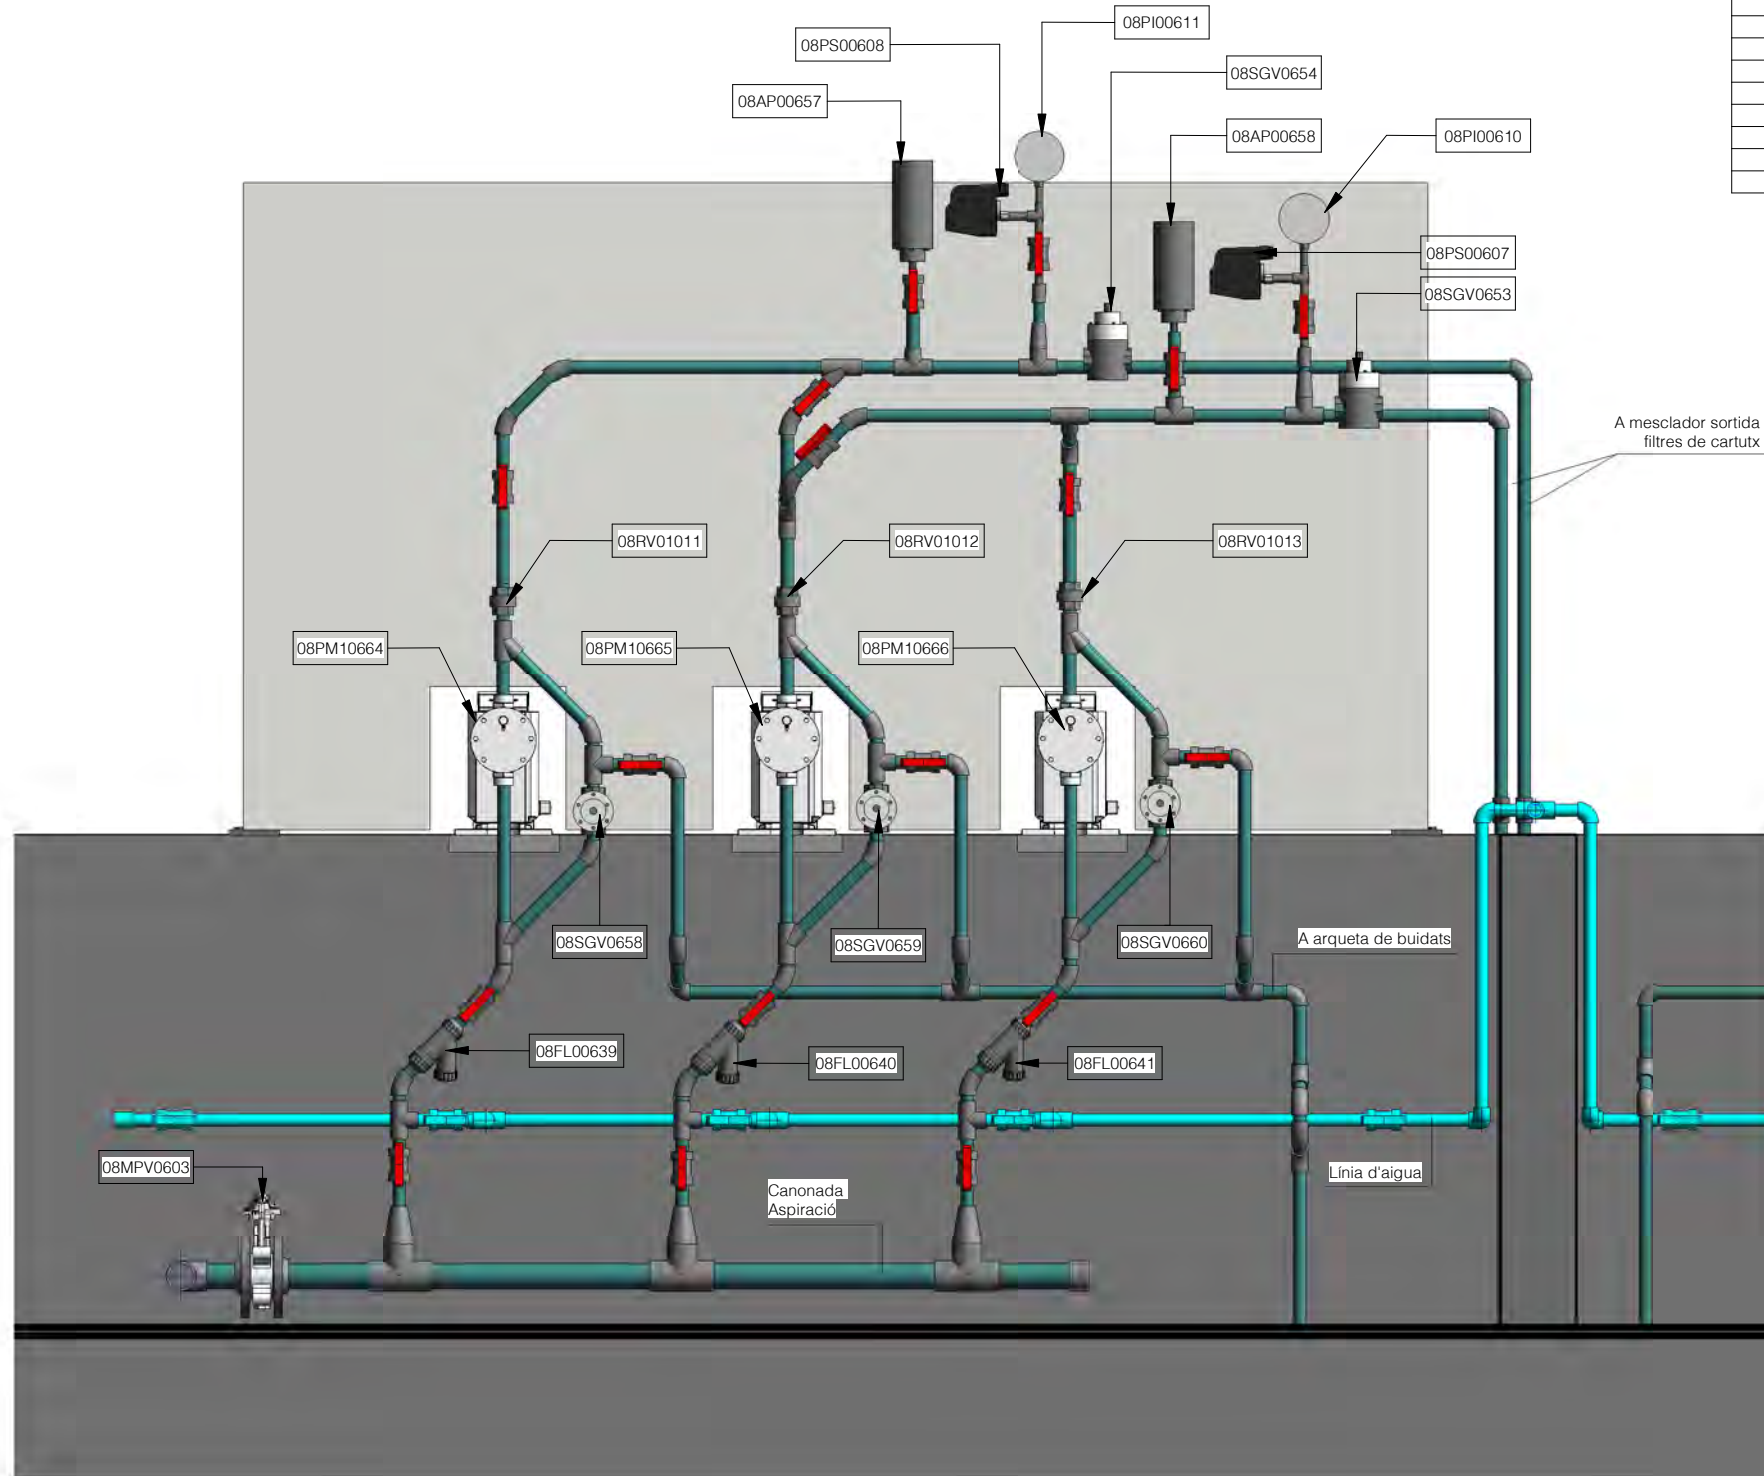 08PI00611
08PS00608
08SGV0654
08AP00657
08AP00658
08PI00610
08PS00607
08SGV0653
A mesclador sortida
filtres de cartutx
08RV01011
08RV01012
08RV01013
08PM10664
08PM10665
08PM10666
08SGV0658
08SGV0659
08SGV0660
A arqueta de buidats
08FL00639
08FL00640
08FL00641
08MPV0603
Canonada
Aspiració
Línia d'aigua